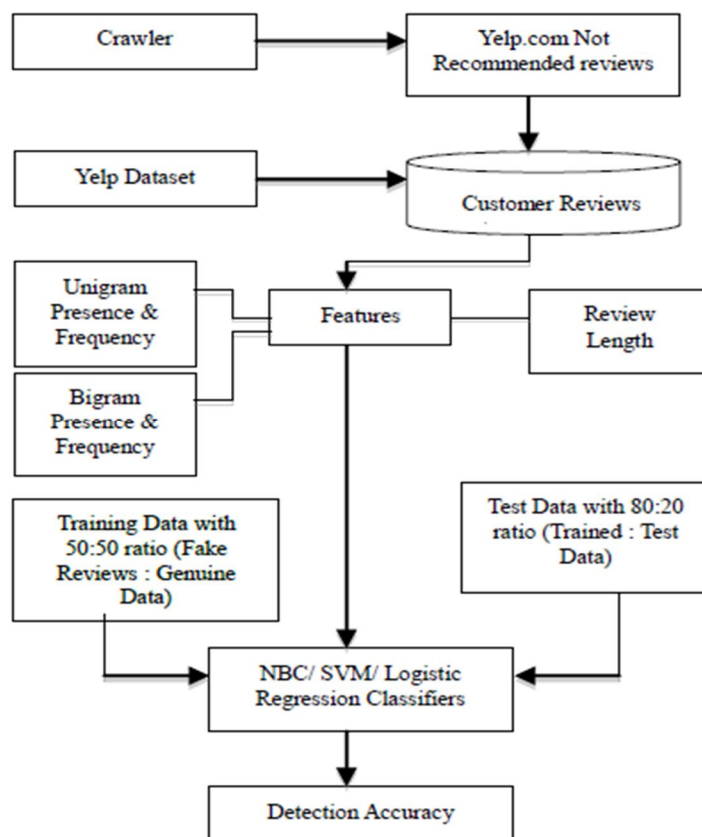 Crawler
Yelp.com Not
Recommended reviews
Yelp Dataset
Customer Reviews
Unigram
Presence &
Frequency
Features
Review
Length
Bigram
Presence &
Frequency
Training Data with
50:50 ratio (Fake
Reviews : Genuine
Data)
Test Data with 80:20
ratio (Trained : Test
Data)
NBC/ SVM/ Logistic
Regression Classifiers
Detection Accuracy